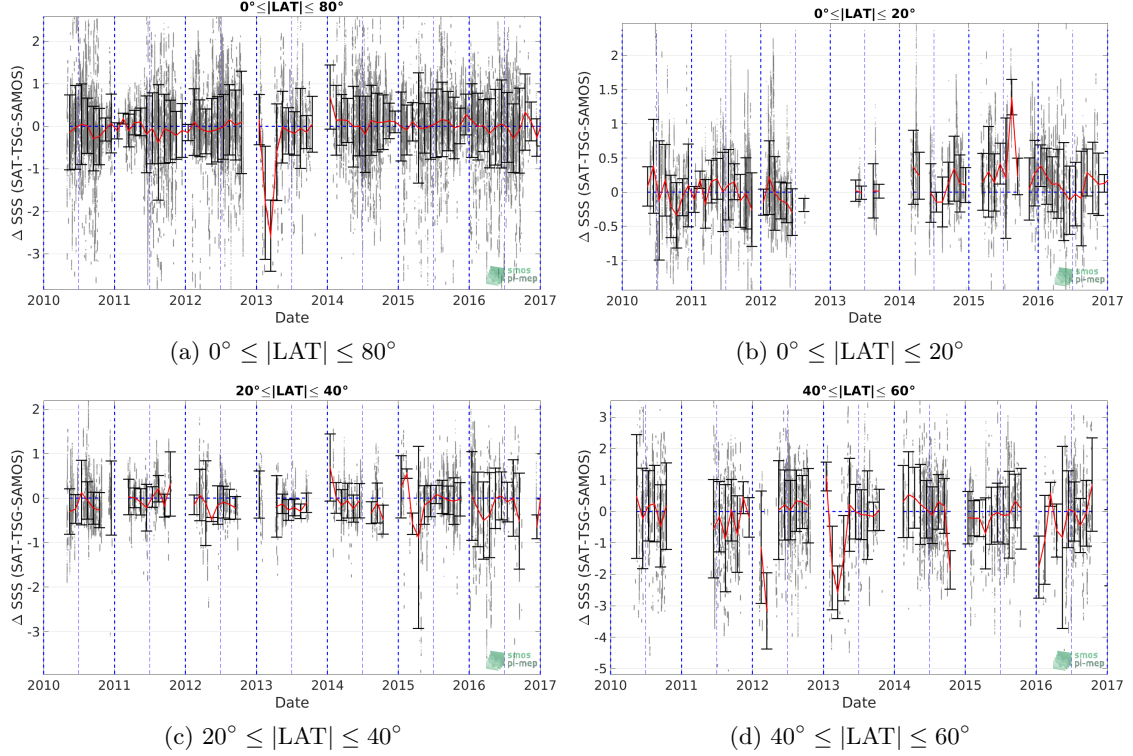 0°≤|LAT|≤ 80°
Δ SSS (SAT-TSG-SAMOS)
2
1
0
-1
-2
-3
2010 2011 2012 2013 2014 2015 2016 2017
Date
smos
pi-mep
(a) 0° ≤ |LAT| ≤ 80°
0°≤|LAT|≤ 20°
Δ SSS (SAT-TSG-SAMOS)
2
1.5
1
0.5
0
-0.5
-1
2010 2011 2012 2013 2014 2015 2016 2017
Date
smos
pi-mep
(b) 0° ≤ |LAT| ≤ 20°
20°≤|LAT|≤ 40°
Δ SSS (SAT-TSG-SAMOS)
2
1
0
-1
-2
-3
2010 2011 2012 2013 2014 2015 2016 2017
Date
smos
pi-mep
(c) 20° ≤ |LAT| ≤ 40°
40°≤|LAT|≤ 60°
Δ SSS (SAT-TSG-SAMOS)
3
2
1
0
-1
-2
-3
-4
-5
2010 2011 2012 2013 2014 2015 2016 2017
Date
smos
pi-mep
(d) 40° ≤ |LAT| ≤ 60°